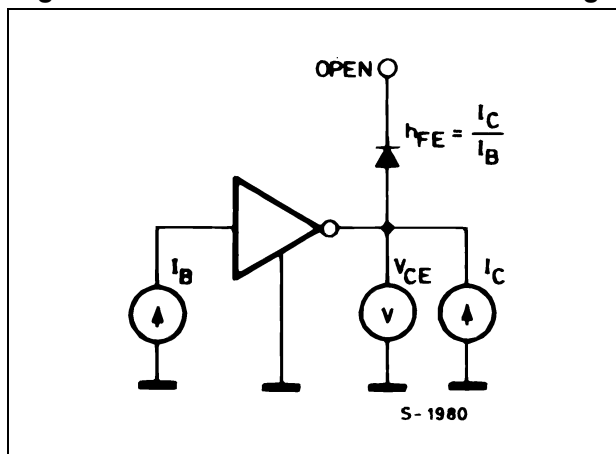 OPEN
hFE = IC
IB
IB
VCE
IC
V
S-1980